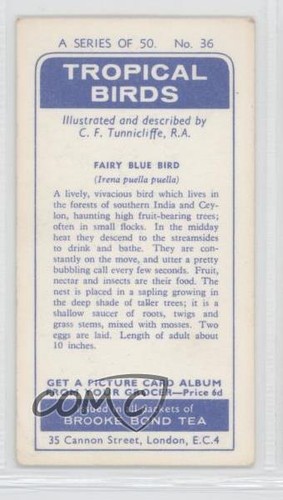 A SERIES OF 50. No. 36
TROPICAL
BIRDS
Illustrated and described by
C. F. Tunnicliffe, R.A.
FAIRY BLUE BIRD
(Irena puella puella)
A lively, vivacious bird which lives in
the forests of southern India and Cey-
lon, haunting high fruit-bearing trees;
often in small flocks. In the midday
heat they descend to the streamsides
to drink and bathe. They are con-
stantly on the move, and utter a pretty
bubbling call every few seconds. Fruit,
nectar and insects are their food. The
nest is placed in a sapling growing in
the deep shade of taller trees; it is a
shallow saucer of roots, twigs and
grass stems, mixed with mosses. Two
eggs are laid. Length of adult about
10 inches.
GET A PICTURE CARD ALBUM
FROM YOUR GROCER—Price 6d
Issued in all packets of
BROOKE BOND TEA
35 Cannon Street, London, E.C.4